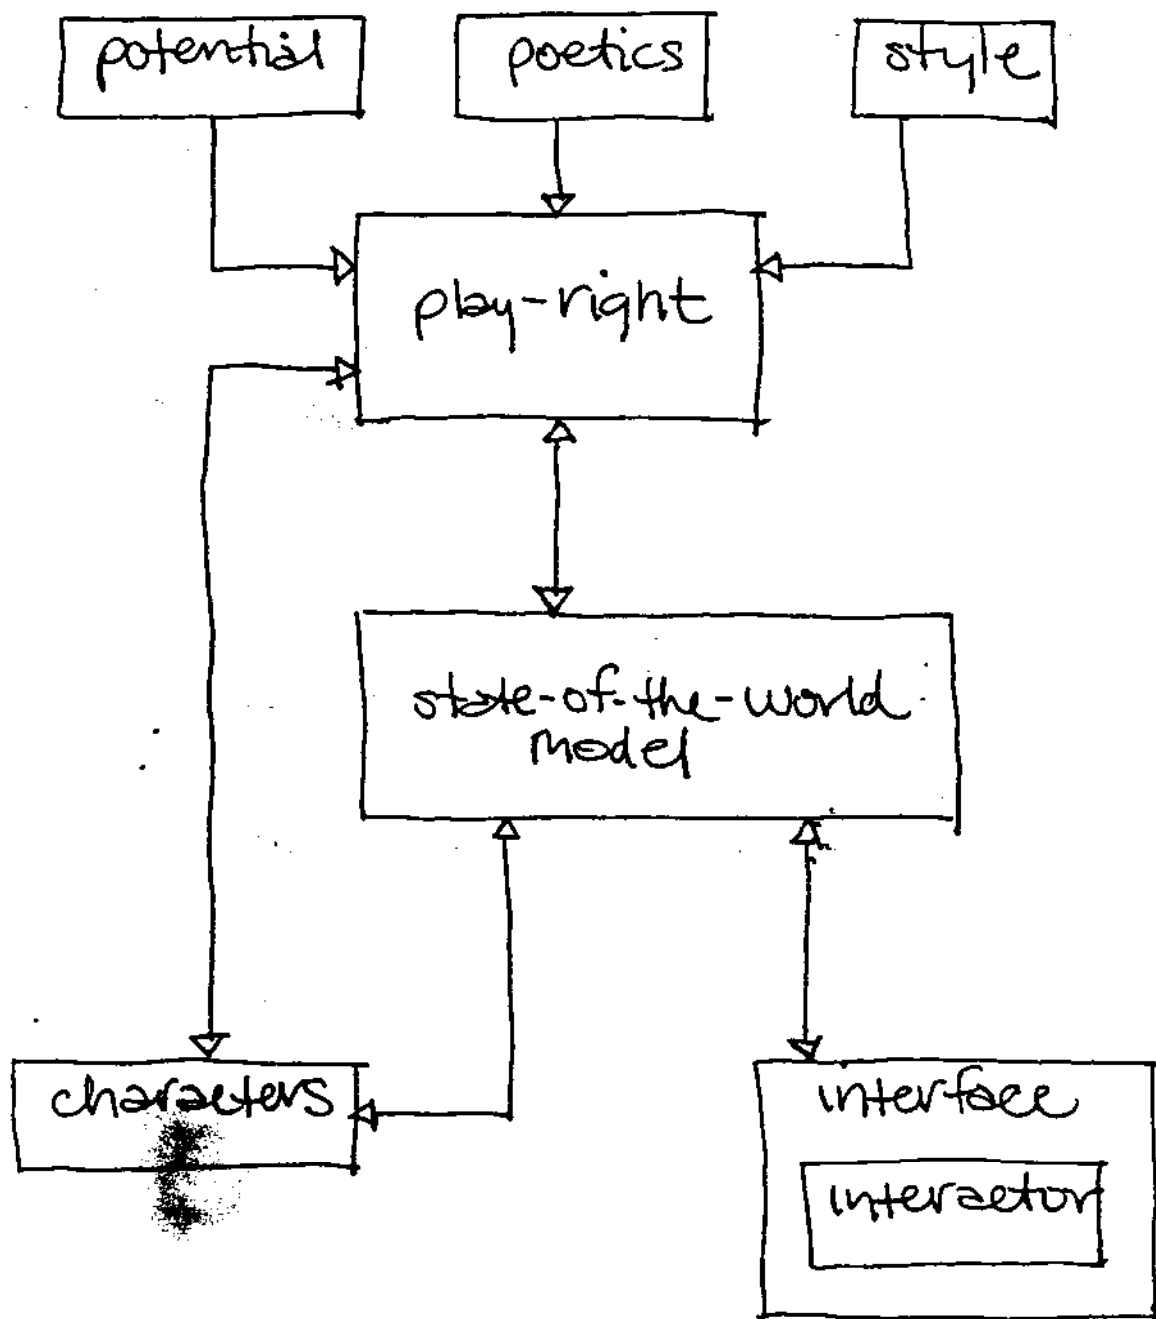 potential
poetics
style
play-right
state-of-the-world
model
characters
interface
interactor